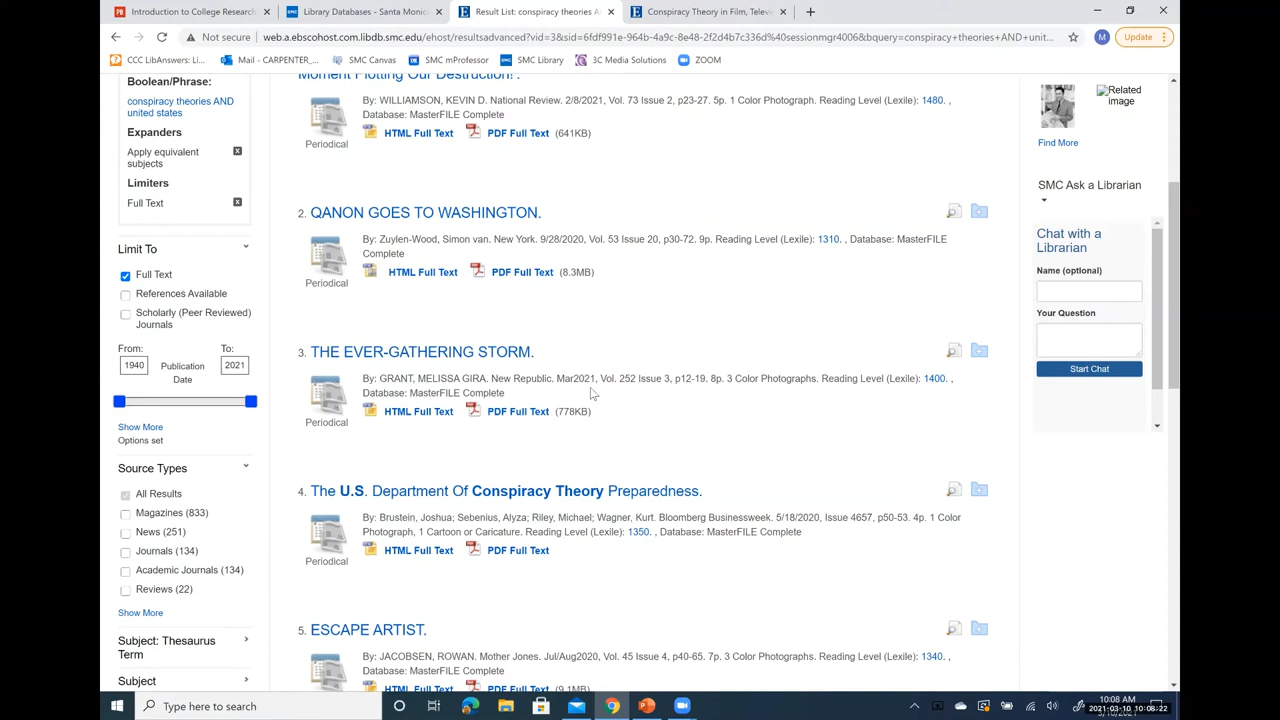 Introduction to College Research
Library Databases - Santa Monic
Result List: conspiracy theories A
Conspiracy Theory in Film, Televi
Not secure
web.a.ebscohost.com.libdb.smc.edu/ehost/resultsadvanced?vid=3&sid=6fdf991e-964b-4a9c-8e48-2f2d4b7c336d%40sessionmgr4006&bquery=conspiracy+theories+AND+unit...
M
Update
CCC LibAnswers: Li...
Mail - CARPENTER_...
SMC Canvas
SMC mProfessor
SMC Library
3C Media Solutions
ZOOM
Boolean/Phrase:
conspiracy theories AND
united states
Expanders
Apply equivalent
subjects
Limiters
Full Text
Limit To
Full Text
References Available
Scholarly (Peer Reviewed)
Journals
From:
To:
1940
Publication
Date
2021
Show More
Options set
Source Types
All Results
Magazines (833)
News (251)
Journals (134)
Academic Journals (134)
Reviews (22)
Show More
Subject: Thesaurus
Term
Subject
Moment Plotting Our Destruction!'.
By: WILLIAMSON, KEVIN D. National Review. 2/8/2021, Vol. 73 Issue 2, p23-27. 5p. 1 Color Photograph. Reading Level (Lexile): 1480. ,
Database: MasterFILE Complete
Periodical
HTML Full Text PDF Full Text (641KB)
2. QANON GOES TO WASHINGTON.
By: Zuylen-Wood, Simon van. New York. 9/28/2020, Vol. 53 Issue 20, p30-72. 9p. Reading Level (Lexile): 1310. , Database: MasterFILE
Complete
Periodical
HTML Full Text PDF Full Text (8.3MB)
3. THE EVER-GATHERING STORM.
By: GRANT, MELISSA GIRA. New Republic. Mar2021, Vol. 252 Issue 3, p12-19. 8p. 3 Color Photographs. Reading Level (Lexile): 1400. ,
Database: MasterFILE Complete
Periodical
HTML Full Text PDF Full Text (778KB)
4. The U.S. Department Of Conspiracy Theory Preparedness.
By: Brustein, Joshua; Sebenius, Alyza; Riley, Michael; Wagner, Kurt. Bloomberg Businessweek. 5/18/2020, Issue 4657, p50-53. 4p. 1 Color
Photograph, 1 Cartoon or Caricature. Reading Level (Lexile): 1350. , Database: MasterFILE Complete
Periodical
HTML Full Text PDF Full Text
5. ESCAPE ARTIST.
By: JACOBSEN, ROWAN. Mother Jones. Jul/Aug2020, Vol. 45 Issue 4, p40-65. 7p. 3 Color Photographs. Reading Level (Lexile): 1340. ,
Database: MasterFILE Complete
HTML Full Text PDF Full Text (9.1MB)
Related
image
Find More
SMC Ask a Librarian
Chat with a
Librarian
Name (optional)
Your Question
Start Chat
Type here to search
10:08 AM
2021-03-10 10:08:22